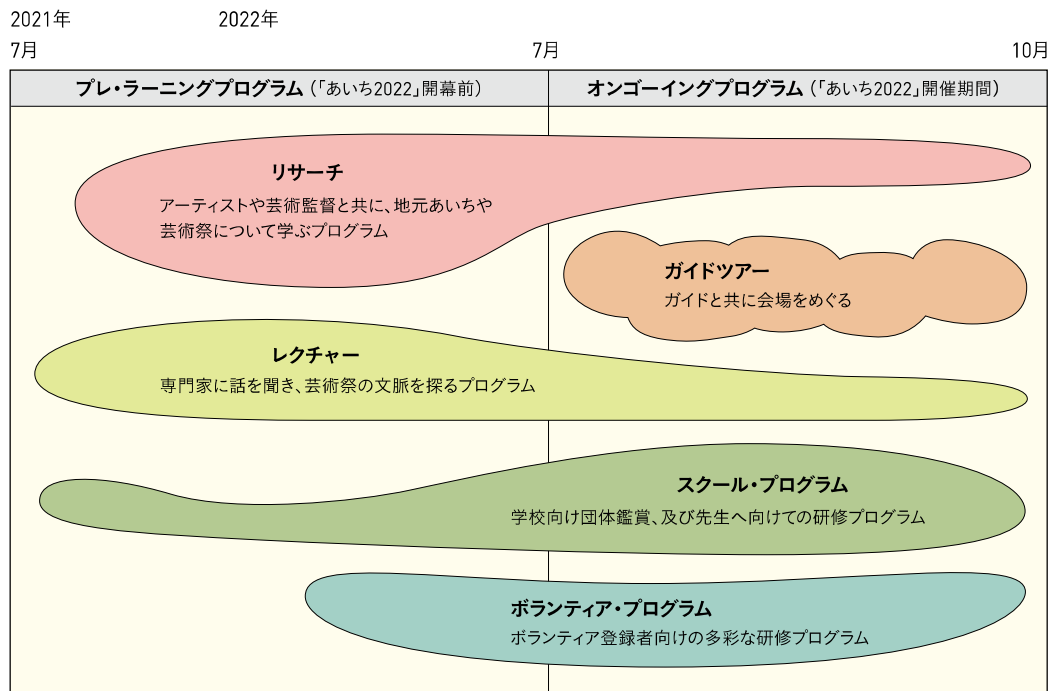 2021年 2022年
7月 7月 10月
プレ・ラーニングプログラム（「あいち2022」開幕前） オンゴーイングプログラム（「あいち2022」開催期間）
リサーチ
アーティストや芸術監督と共に、地元あいちや
芸術祭について学ぶプログラム
ガイドツアー
ガイドと共に会場をめぐる
レクチャー
専門家に話を聞き、芸術祭の文脈を探るプログラム
スクール・プログラム
学校向け団体鑑賞、及び先生へ向けての研修プログラム
ボランティア・プログラム
ボランティア登録者向けの多彩な研修プログラム